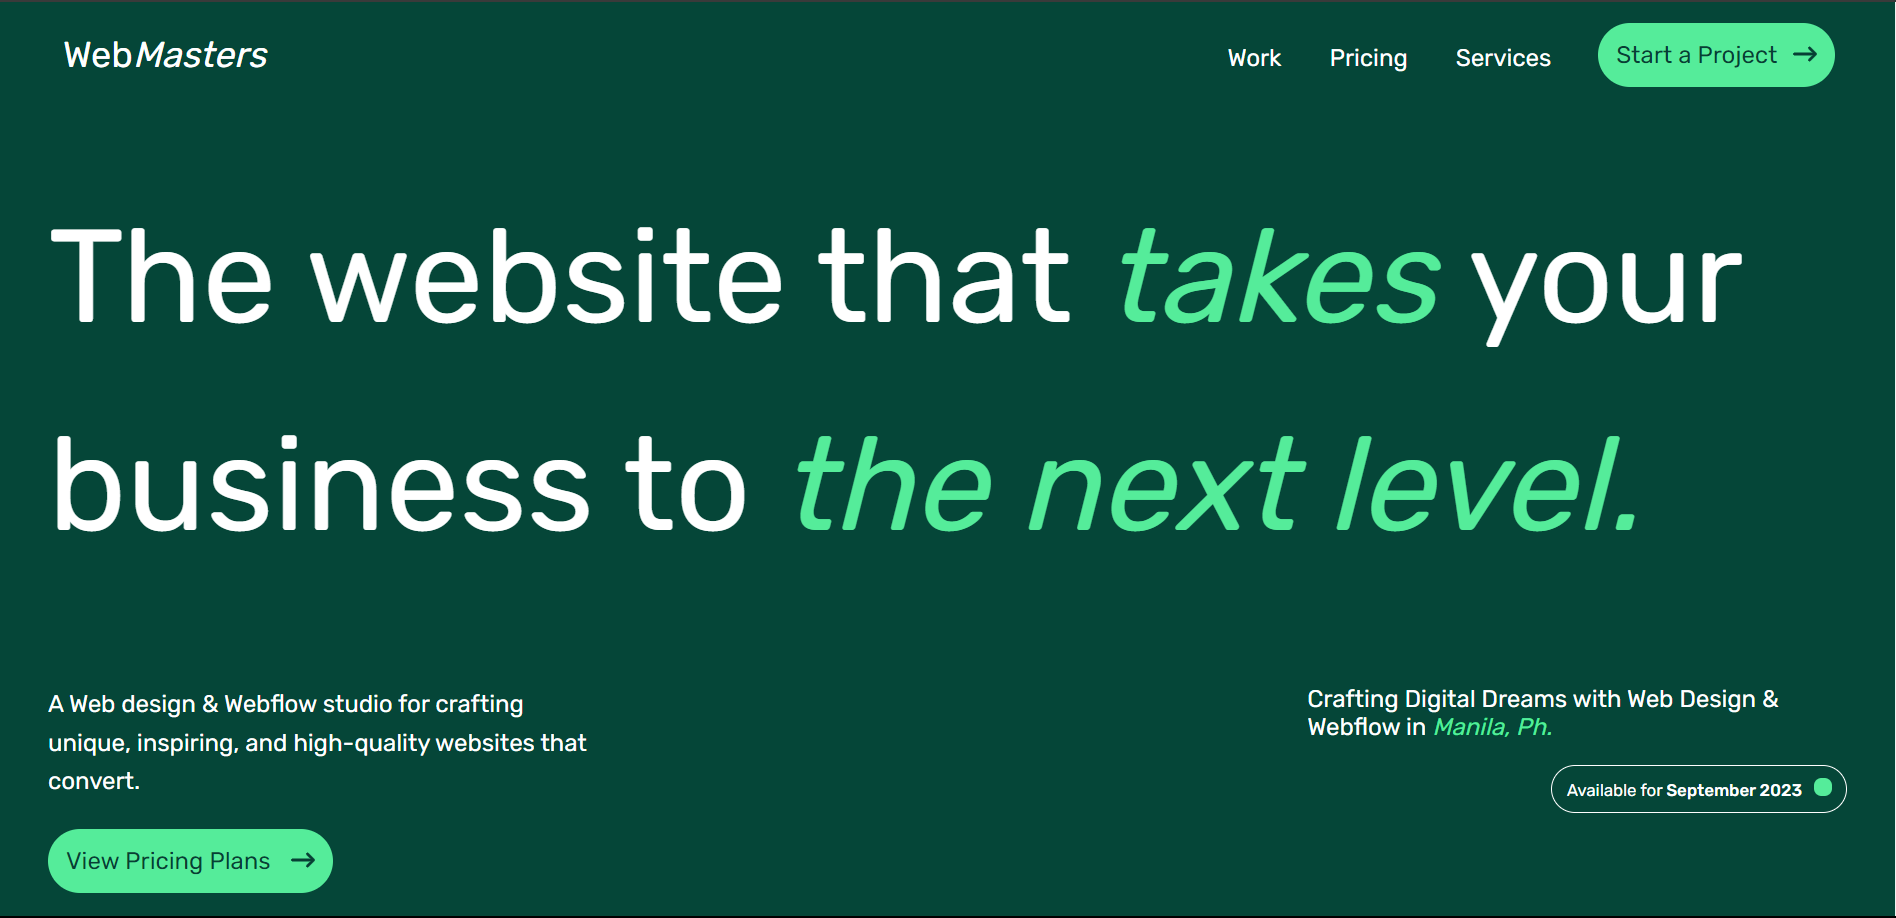 WebMasters
Work
Pricing
Services
Start a Project
The website that takes your
business to the next level.
A Web design & Webflow studio for crafting
unique, inspiring, and high-quality websites that
convert.
View Pricing Plans
Crafting Digital Dreams with Web Design &
Webflow in Manila, Ph.
Available for September 2023